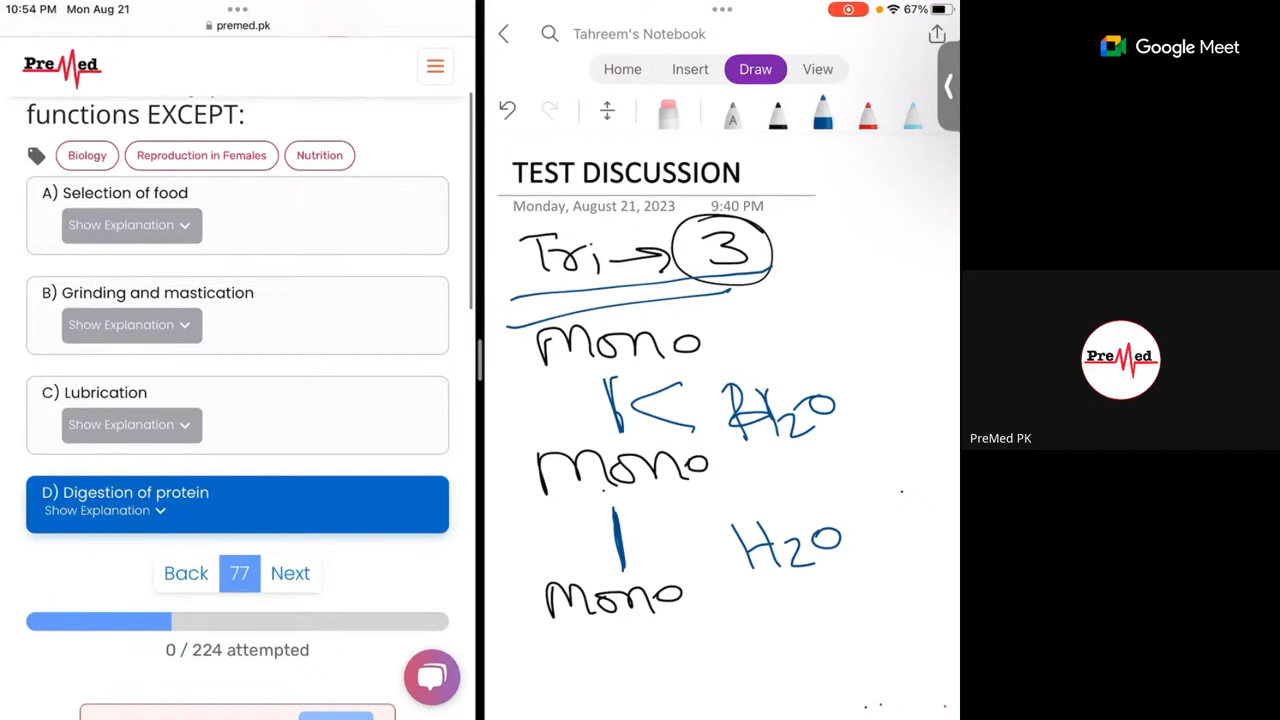 10:54 PM Mon Aug 21
premed.pk
PreMed
functions EXCEPT:
Biology
Reproduction in Females
Nutrition
A) Selection of food
Show Explanation
B) Grinding and mastication
Show Explanation
C) Lubrication
Show Explanation
D) Digestion of protein
Show Explanation
Back 77 Next
0 / 224 attempted
67%
Tahreem's Notebook
Home Insert Draw View
A
TEST DISCUSSION
Monday, August 21, 2023 9:40 PM
Tri → 3
Mono
H2O
Mono
H2O
Mono
Google Meet
PreMed
PreMed PK